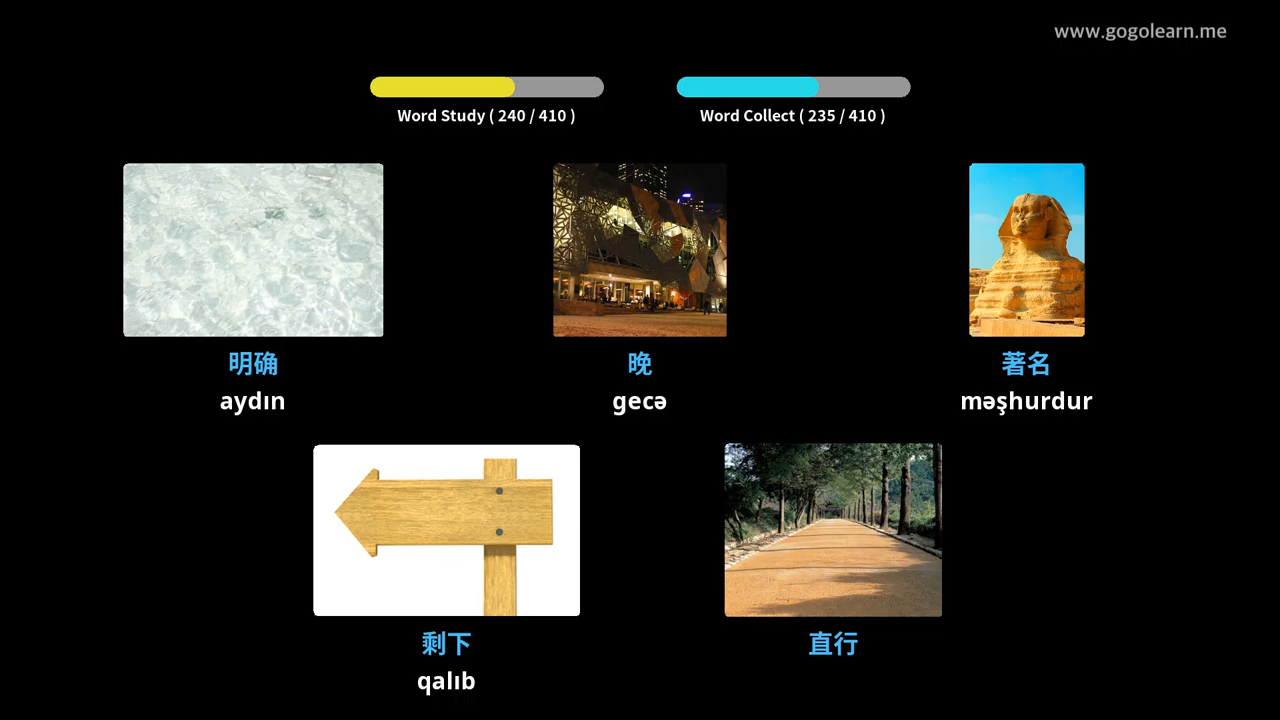 www.gogolearn.me
Word Study ( 240 / 410 )
Word Collect ( 235 / 410 )
明确
aydın
晚
gecə
著名
məşhurdur
剩下
qalıb
直行